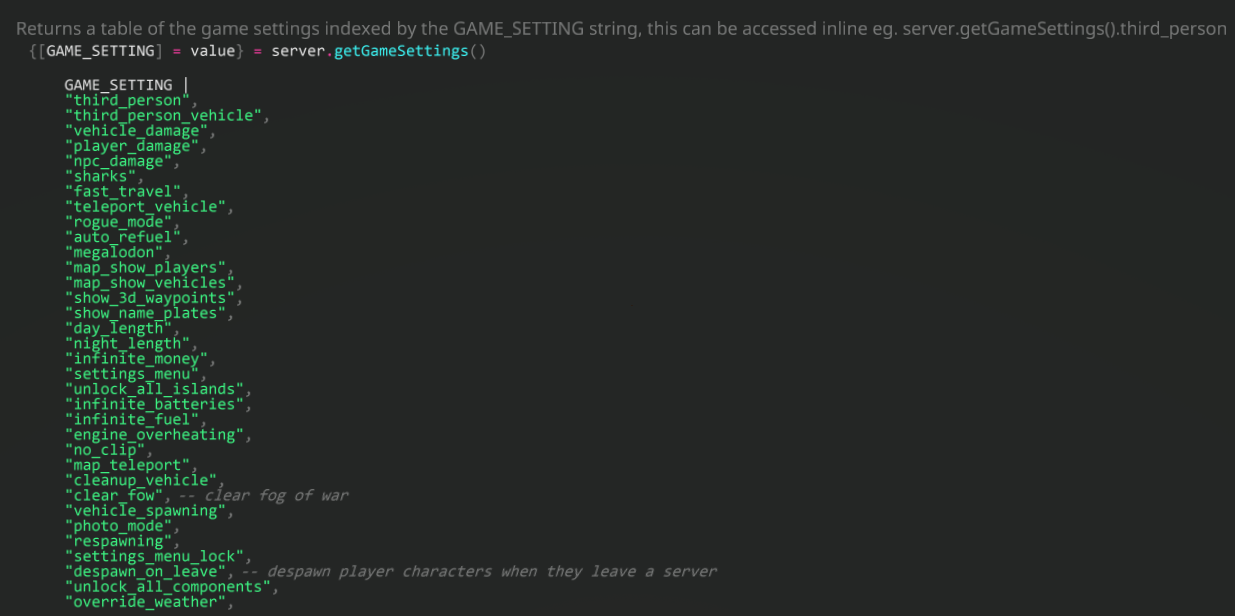 Returns a table of the game settings indexed by the GAME_SETTING string, this can be accessed inline eg. server.getGameSettings().third_person
{[GAME_SETTING] = value} = server.getGameSettings()
GAME_SETTING |
"third_person",
"third_person_vehicle",
"vehicle_damage",
"player_damage",
"npc_damage",
"sharks",
"fast_travel",
"teleport_vehicle",
"rogue_mode",
"auto_refuel",
"megalodon",
"map_show_players",
"map_show_vehicles",
"show_3d_waypoints",
"show_name_plates",
"day_length",
"night_length",
"infinite_money",
"settings_menu",
"unlock_all_islands",
"infinite_batteries",
"infinite_fuel",
"engine_overheating",
"no_clip",
"map_teleport",
"cleanup_vehicle",
"clear_fow", -- clear fog of war
"vehicle_spawning",
"photo_mode",
"respawning",
"settings_menu_lock",
"despawn_on_leave", -- despawn player characters when they leave a server
"unlock_all_components",
"override_weather",